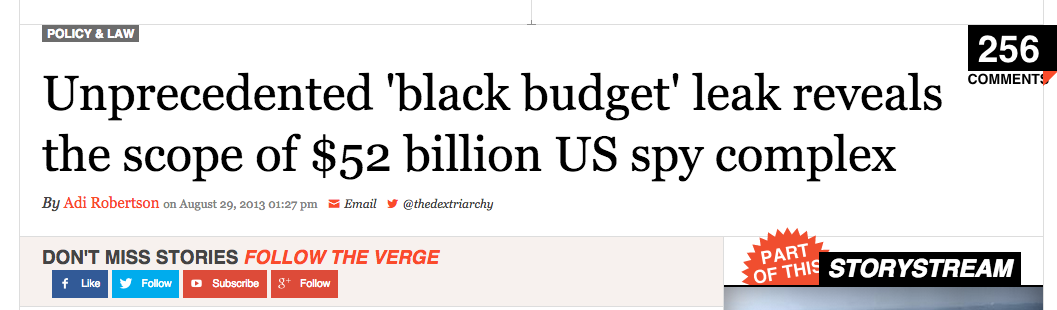 POLICY & LAW
256
COMMENTS
Unprecedented 'black budget' leak reveals
the scope of $52 billion US spy complex
By Adi Robertson on August 29, 2013 01:27 pm Email @thedextriarchy
DON'T MISS STORIES FOLLOW THE VERGE
Like Follow Subscribe Follow
PART
OF THIS
STORYSTREAM